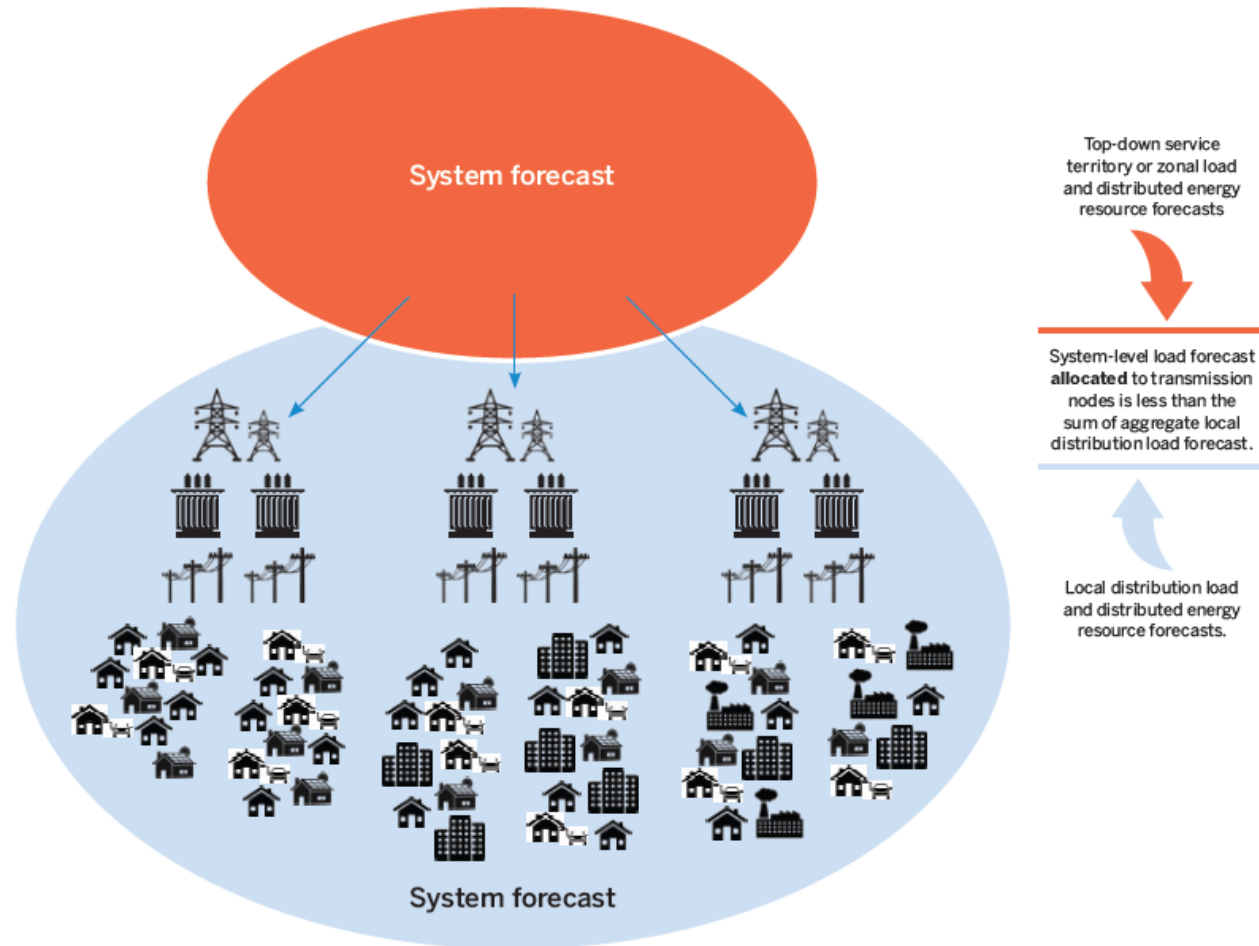 System forecast
Top-down service
territory or zonal load
and distributed energy
resource forecasts
System-level load forecast
allocated to transmission
nodes is less than the
sum of aggregate local
distribution load forecast.
Local distribution load
and distributed energy
resource forecasts.
System forecast